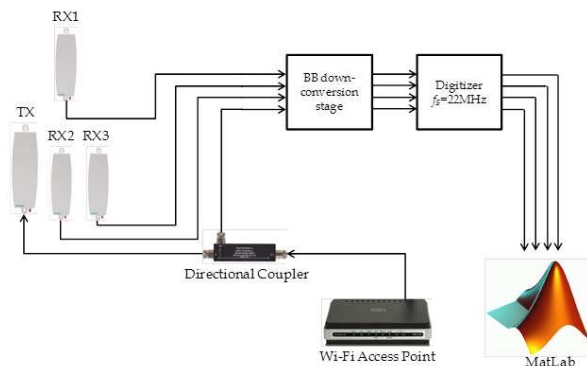 RX1
TX
RX2
RX3
BB down-
conversion
stage
Digitizer
fs=22MHz
Directional Coupler
Wi-Fi Access Point
MatLab